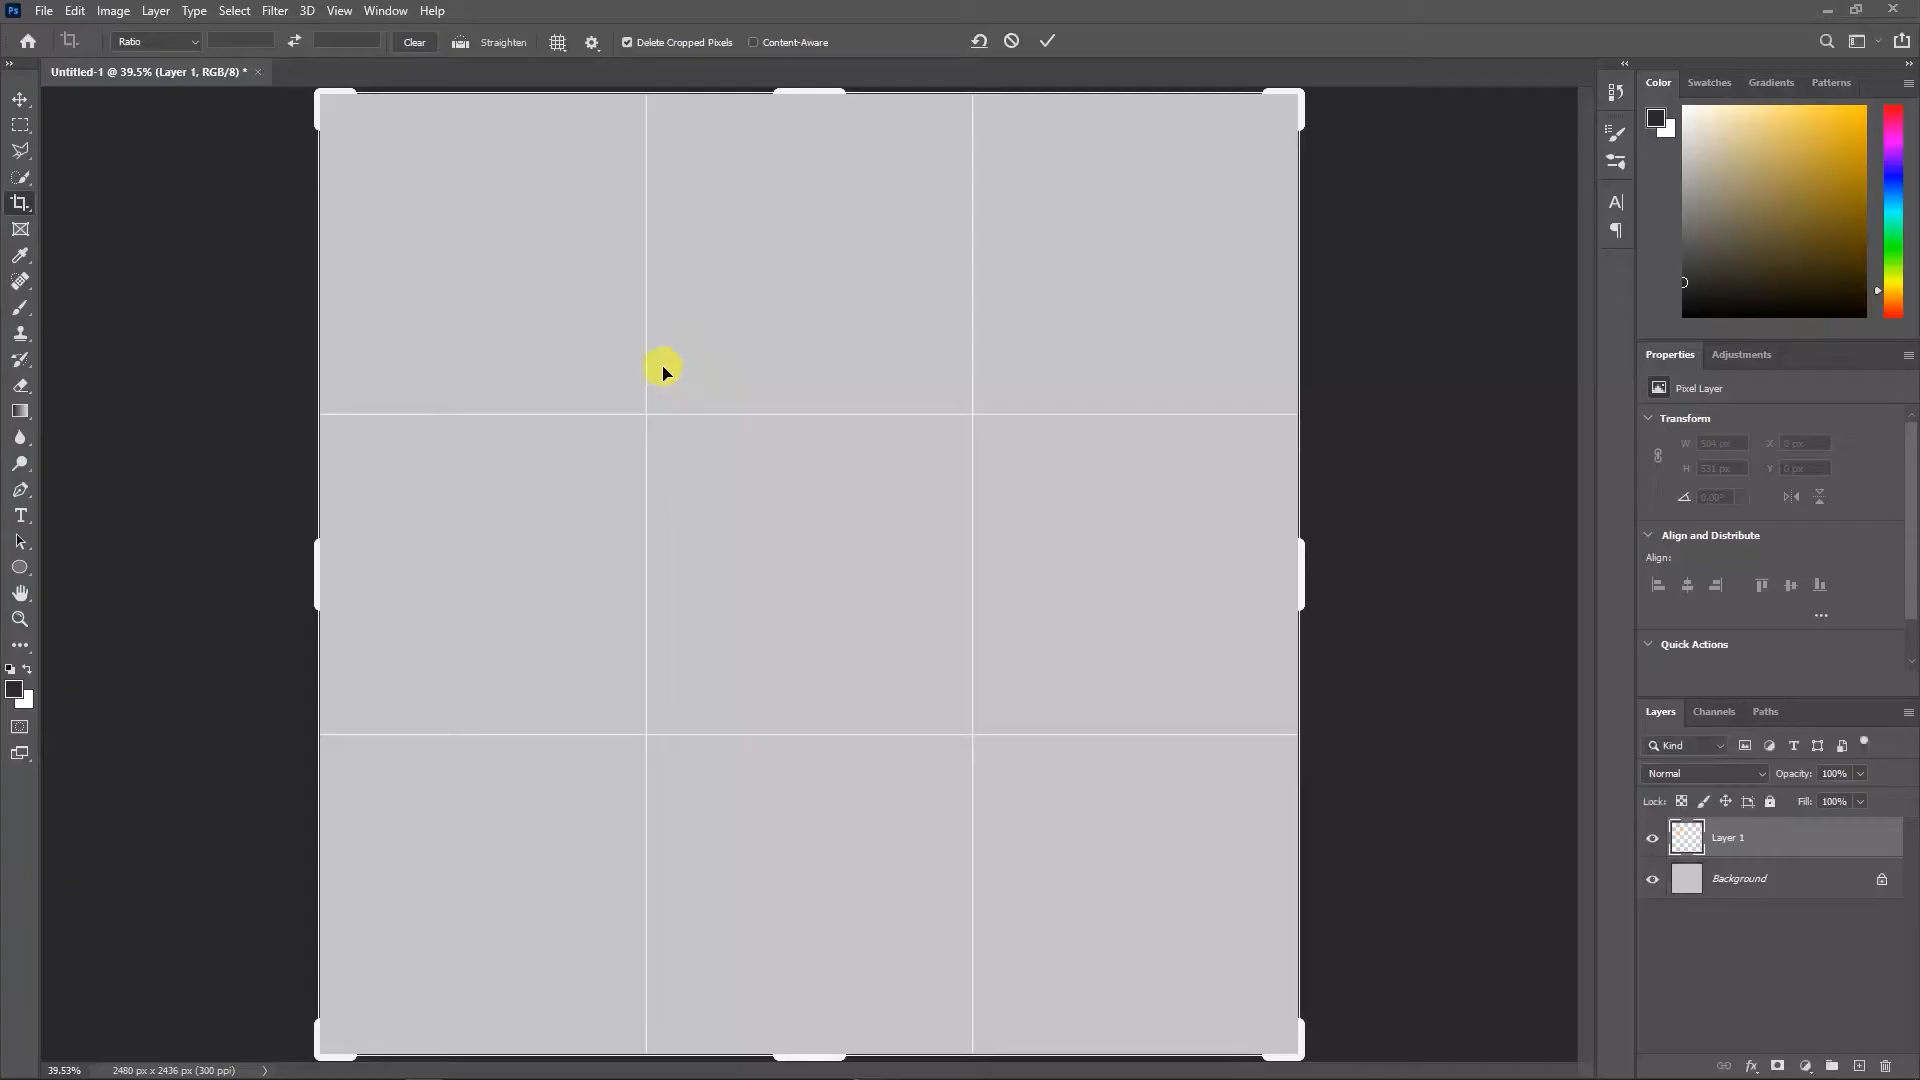 Ps File Edit Image Layer Type Select Filter 3D View Window Help
Ratio Clear Straighten Delete Cropped Pixels Content-Aware
Untitled-1 @ 39.5% (Layer 1, RGB/8) * ×
Color Swatches Gradients Patterns
Properties Adjustments
Pixel Layer
Transform
W 504 px X 0 px
H 531 px Y 0 px
0.00°
Align and Distribute
Align:
Quick Actions
Layers Channels Paths
Kind
Normal Opacity: 100%
Lock: Fill: 100%
Layer 1
Background
39.53% 2480 px x 2436 px (300 ppi)